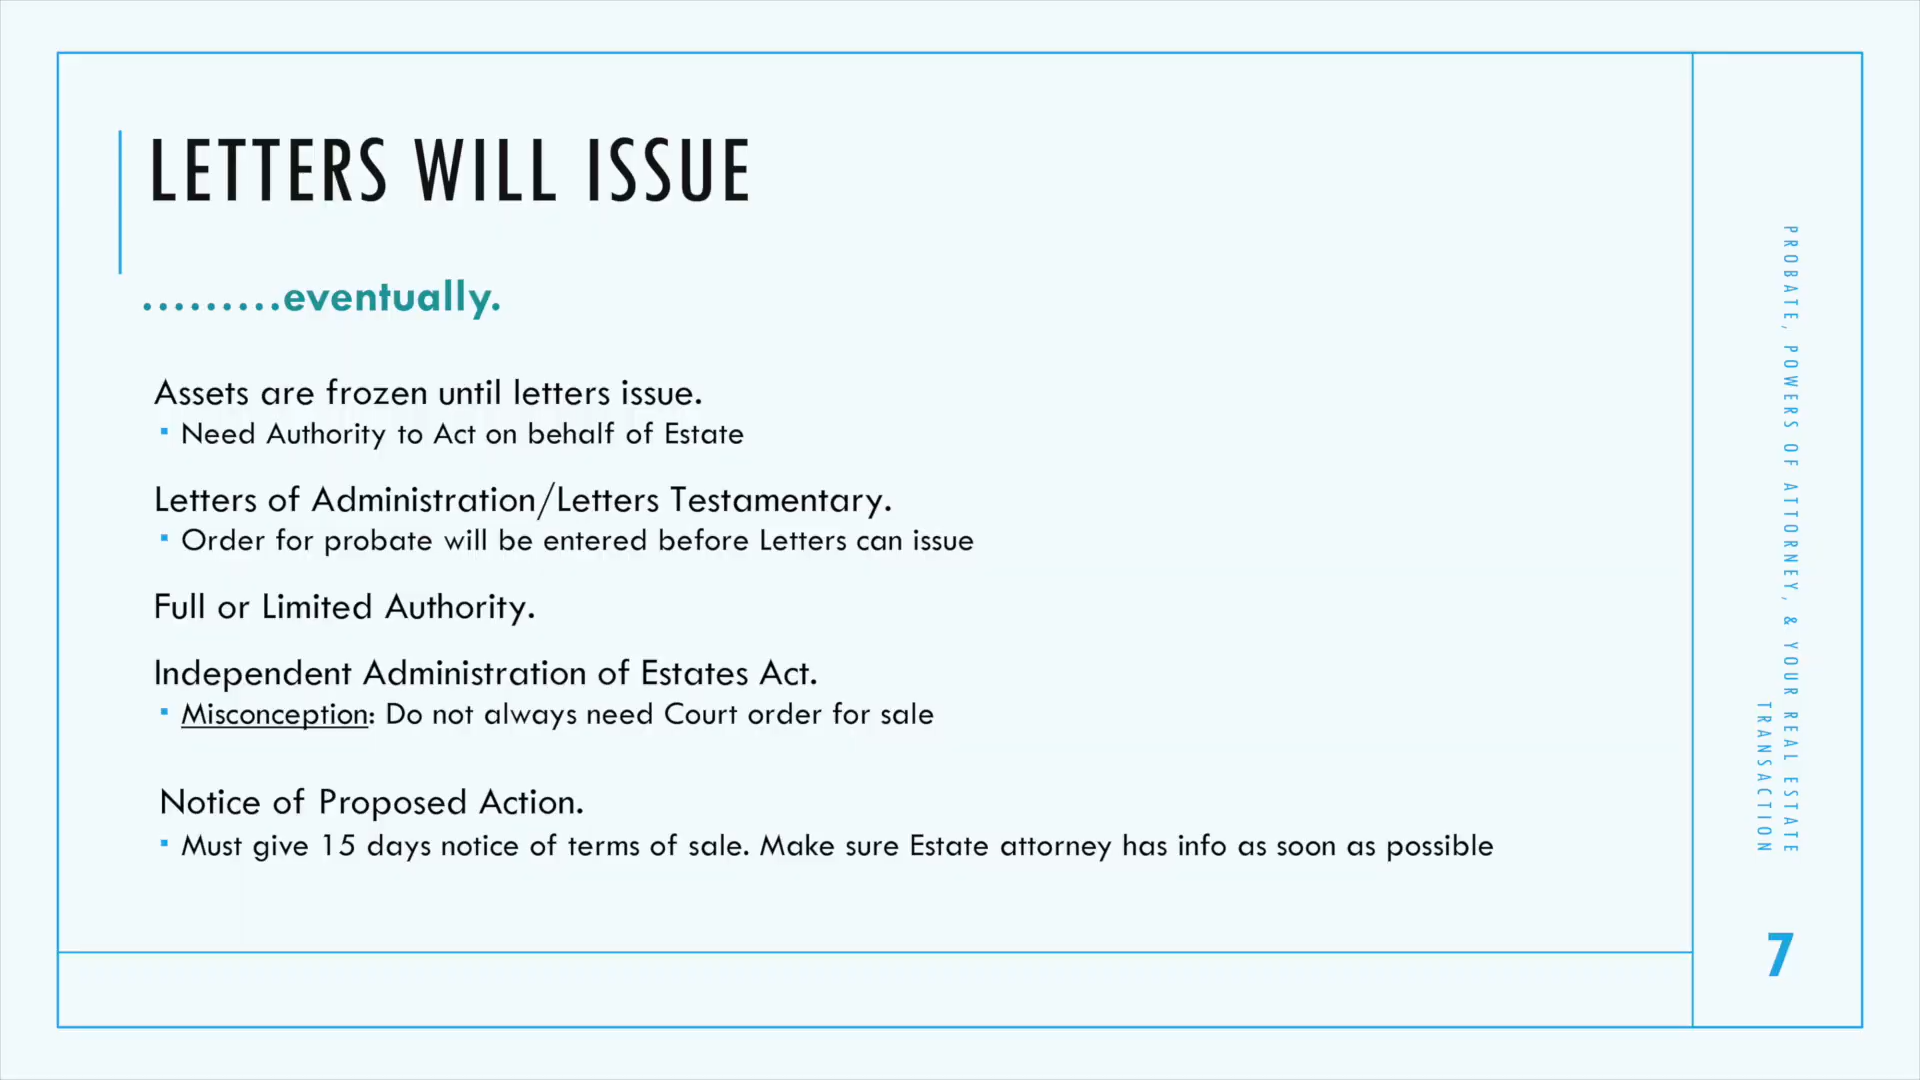 LETTERS WILL ISSUE
.........eventually.
Assets are frozen until letters issue.
▪ Need Authority to Act on behalf of Estate
Letters of Administration/Letters Testamentary.
▪ Order for probate will be entered before Letters can issue
Full or Limited Authority.
Independent Administration of Estates Act.
▪ Misconception: Do not always need Court order for sale
Notice of Proposed Action.
▪ Must give 15 days notice of terms of sale. Make sure Estate attorney has info as soon as possible
PROBATE, POWERS OF ATTORNEY, & YOUR REAL ESTATE
TRANSACTION
7